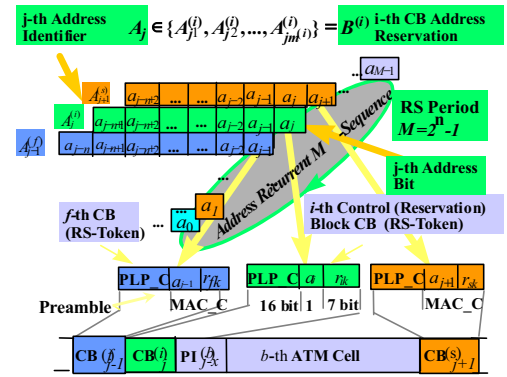 j-th Address Identifier
A_j ∈ {A_j1^(i), A_j2^(i), ..., A_jm^(i)} = B^(i)
i-th CB Address Reservation
... a_M–1
A_j+1^(s) a_j–n+2 ... ... a_j–2 a_j–1 a_j a_j+1
A_j^(i) a_j–n+1 a_j–n+2 ... ... a_j–2 a_j–1 a_j
A_j–1^(f) a_j–n a_j–n+1 a_j–n+2 ... ... a_j–2 a_j–1
RS Period
M=2^n-1
Address Recurrent M -Sequence
j-th Address Bit
... a_1
... a_0
f-th CB (RS-Token)
i-th Control (Reservation) Block CB (RS-Token)
PLP_C a_j–1 r_fk
PLP_C a r_ik
PLP_C a_j+1 r_sk
Preamble
MAC_C
16 bit 1 7 bit
MAC_C
CB_j-1^(f) CB_j^(i) PI_j-x^(b) b-th ATM Cell CB_j+1^(s)